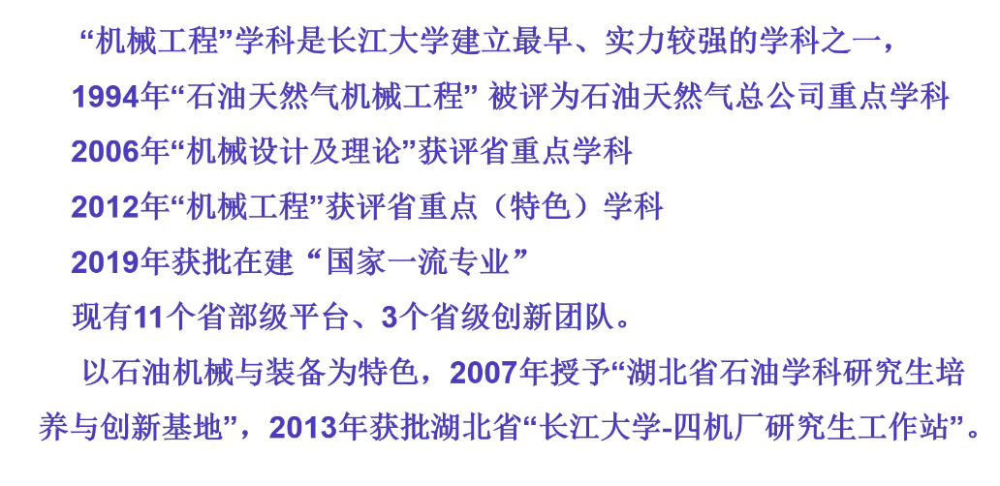 “机械工程”学科是长江大学建立最早、实力较强的学科之一，
1994年“石油天然气机械工程” 被评为石油天然气总公司重点学科
2006年“机械设计及理论”获评省重点学科
2012年“机械工程”获评省重点（特色）学科
2019年获批在建“国家一流专业”
现有11个省部级平台、3个省级创新团队。
以石油机械与装备为特色，2007年授予“湖北省石油学科研究生培
养与创新基地”，2013年获批湖北省“长江大学-四机厂研究生工作站”。